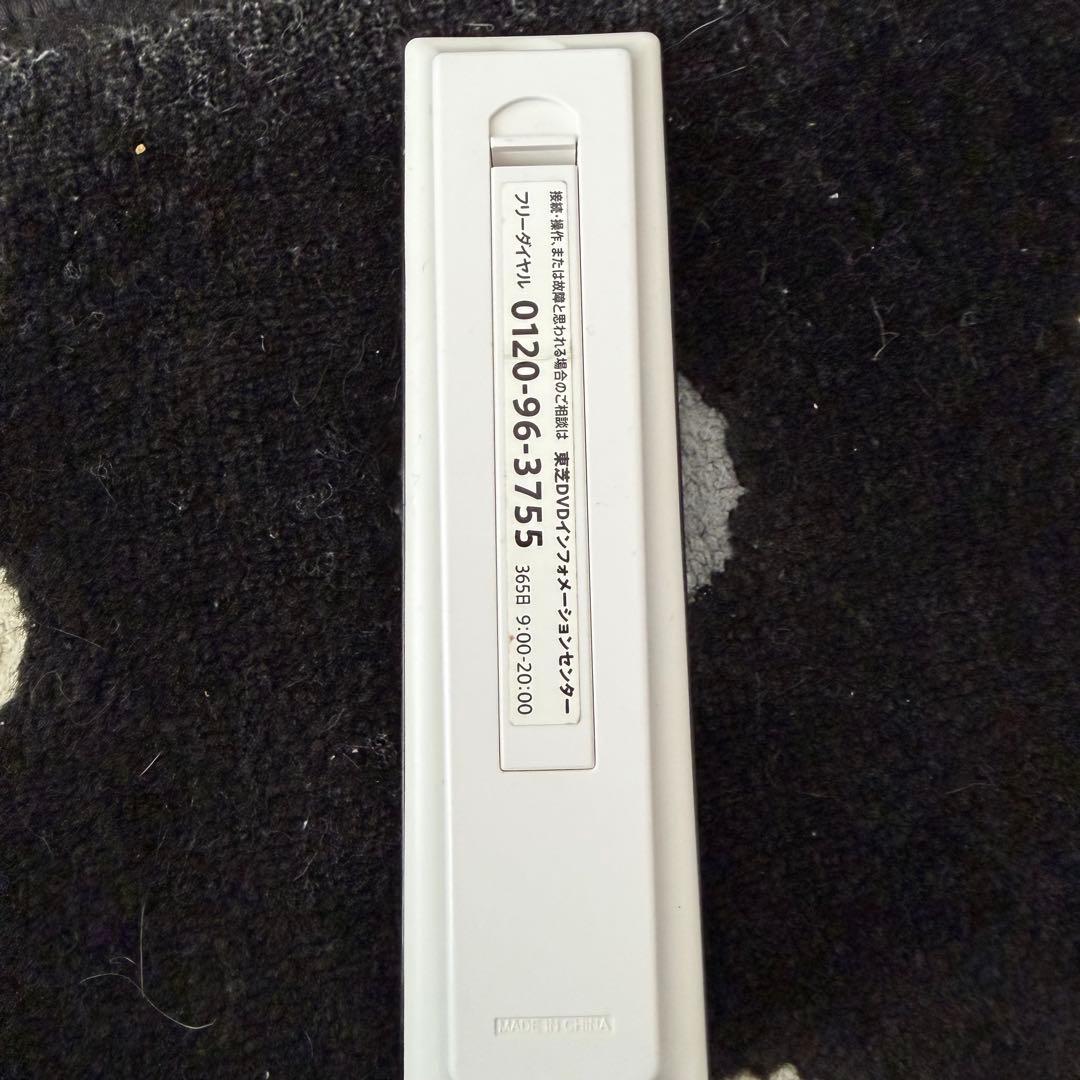 接続・操作、または故障と思われる場合のご相談は 東芝DVDインフォメーションセンター
フリーダイヤル 0120-96-3755 365日 9:00-20:00
MADE IN CHINA